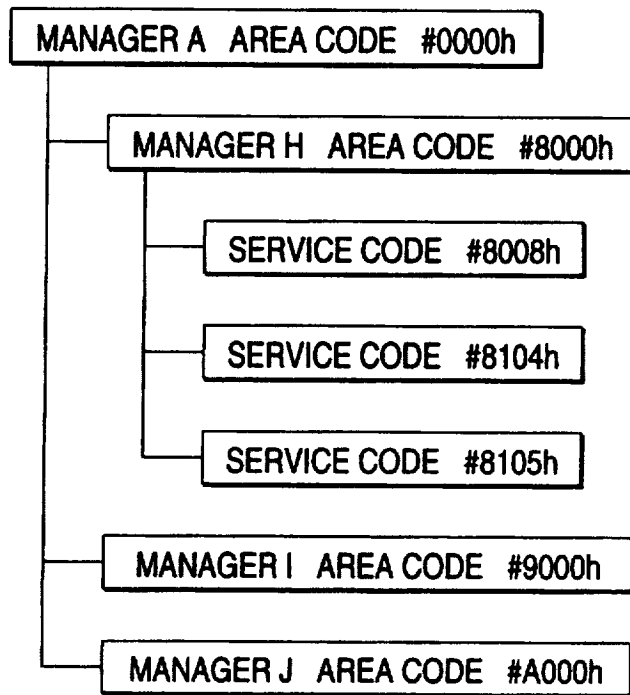 MANAGER A AREA CODE #0000h
MANAGER H AREA CODE #8000h
SERVICE CODE #8008h
SERVICE CODE #8104h
SERVICE CODE #8105h
MANAGER I AREA CODE #9000h
MANAGER J AREA CODE #A000h